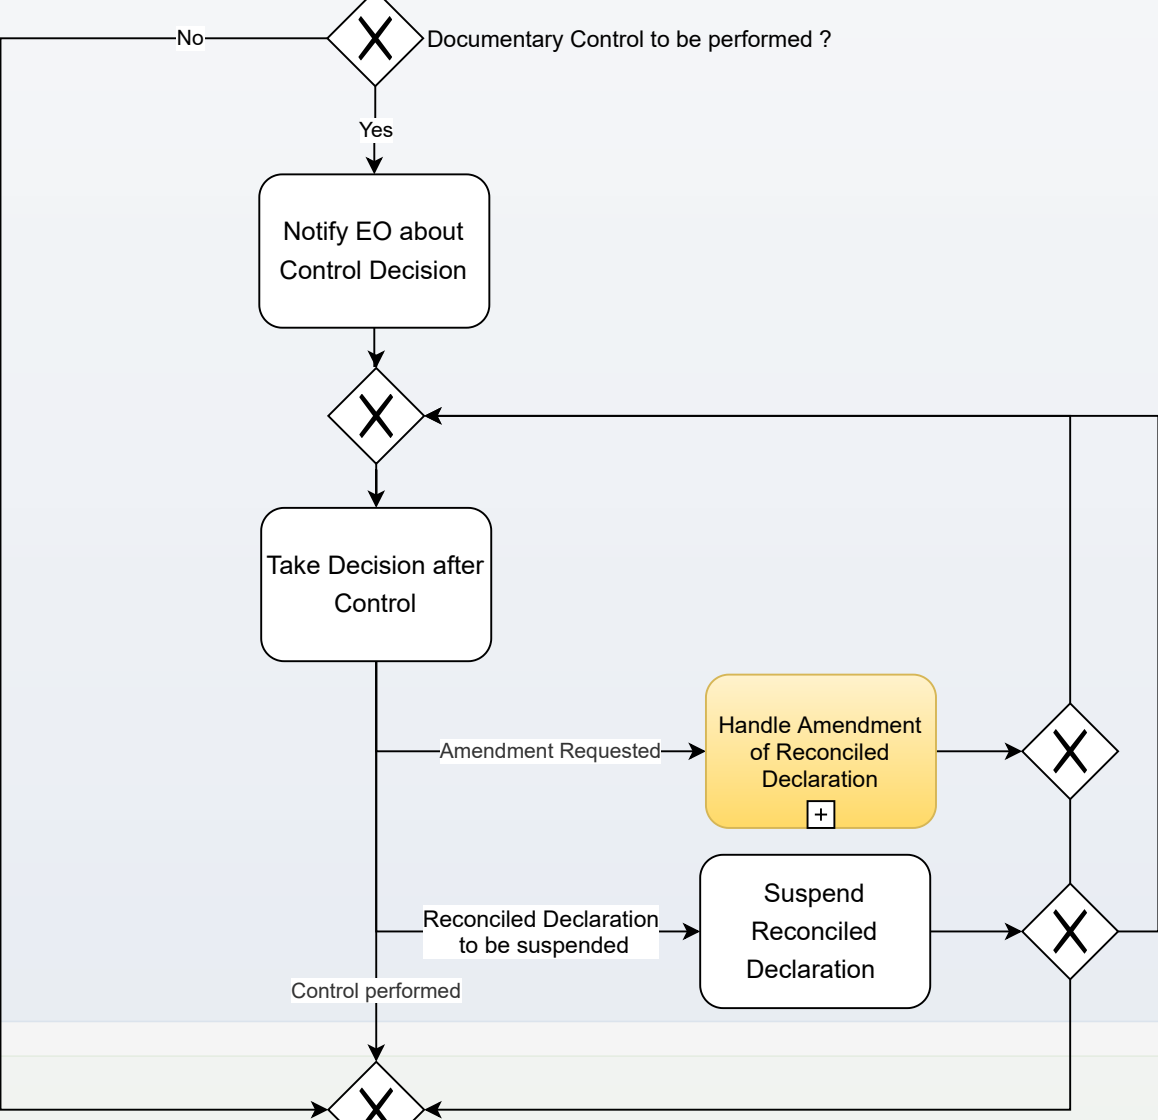 No
Documentary Control to be performed ?
Yes
Notify EO about
Control Decision
Take Decision after
Control
Amendment Requested
Handle Amendment
of Reconciled
Declaration
Reconciled Declaration
to be suspended
Suspend
Reconciled
Declaration
Control performed